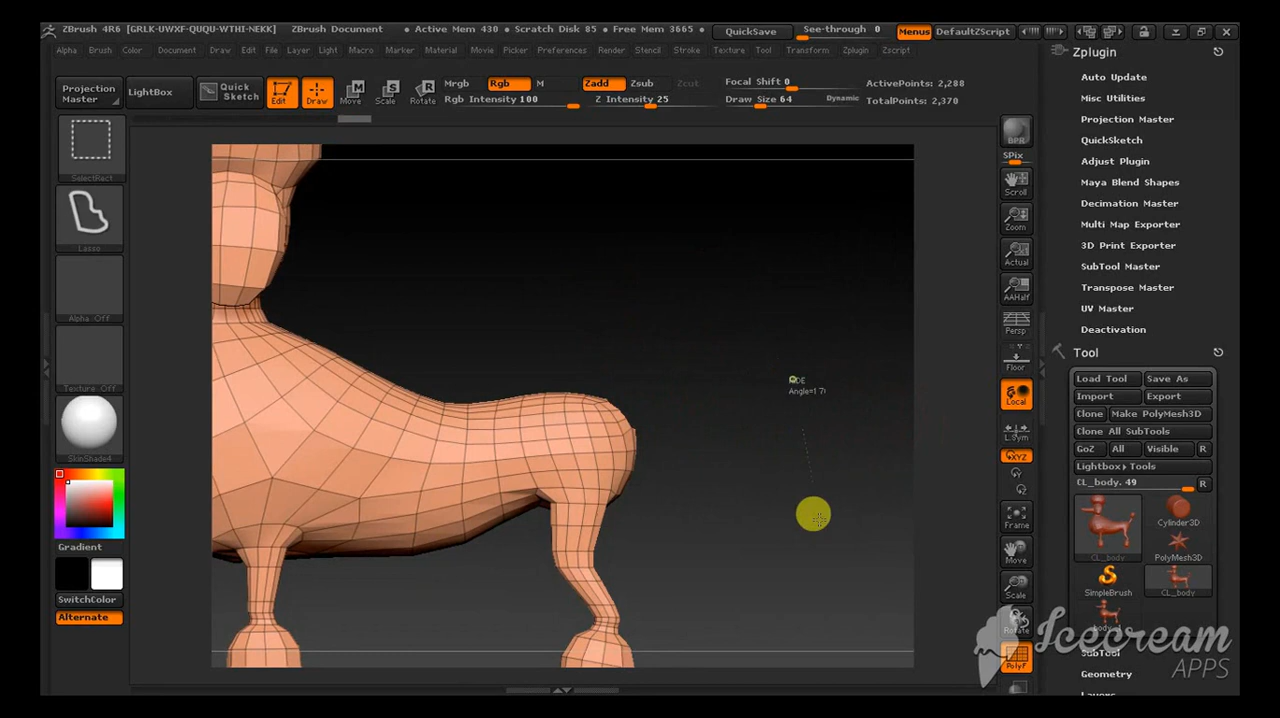 ZBrush 4R6 [GRLK-UWXF-QUQU-WTHI-NEKK] ZBrush Document • Active Mem 430 • Scratch Disk 85 • Free Mem 3665 • QuickSave See-through 0 Menus DefaultZScript
Alpha Brush Color Document Draw Edit File Layer Light Macro Marker Material Movie Picker Preferences Render Stencil Stroke Texture Tool Transform Zplugin Zscript
Projection Master
LightBox
Quick Sketch
Edit
Draw
Move
Scale
Rotate
Mrgb Rgb M
Rgb Intensity 100
Zadd Zsub Zcut
Z Intensity 25
Focal Shift 0
Draw Size 64 Dynamic
ActivePoints: 2,288
TotalPoints: 2,370
SelectRect
Lasso
Alpha Off
Texture Off
SkinShade4
Gradient
SwitchColor
Alternate
BPR
SPix
Scroll
Zoom
Actual
AAHalf
Persp
Floor
Local
L.Sym
XYZ
Y
Z
Frame
Move
Scale
Rotate
PolyF
Zplugin
Auto Update
Misc Utilities
Projection Master
QuickSketch
Adjust Plugin
Maya Blend Shapes
Decimation Master
Multi Map Exporter
3D Print Exporter
SubTool Master
Transpose Master
UV Master
Deactivation
Tool
Load Tool Save As
Import Export
Clone Make PolyMesh3D
Clone All SubTools
GoZ All Visible R
Lightbox▸Tools
CL_body. 49 R
CL_body
Cylinder3D
PolyMesh3D
SimpleBrush
CL_body
SubTool
Geometry
Layers
Icecream
APPS